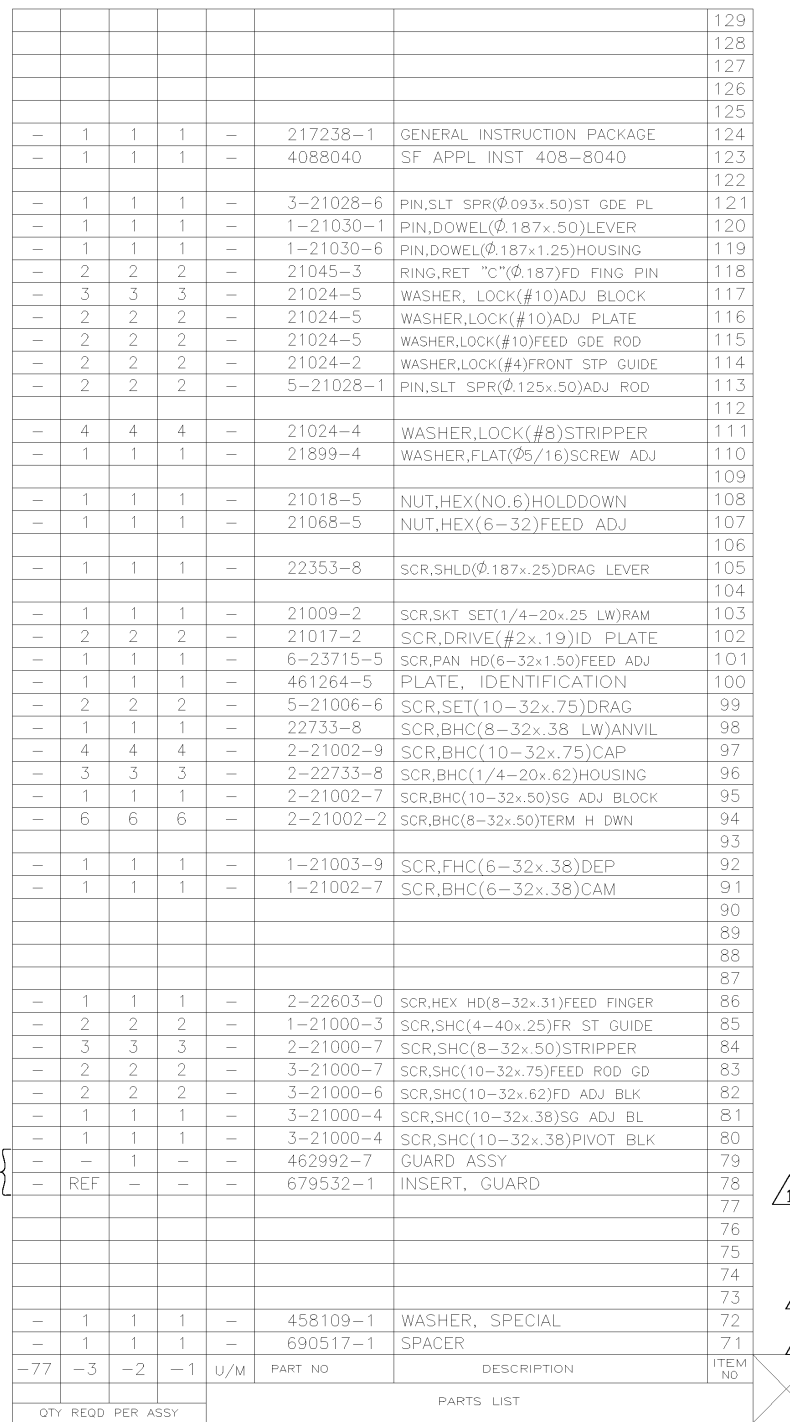 129
128
127
126
125
– 1 1 1 – 217238–1 GENERAL INSTRUCTION PACKAGE 124
– 1 1 1 – 4088040 SF APPL INST 408–8040 123
122
– 1 1 1 – 3–21028–6 PIN,SLT SPR(Ø.093x.50)ST GDE PL 121
– 1 1 1 – 1–21030–1 PIN,DOWEL(Ø.187x.50)LEVER 120
– 1 1 1 – 1–21030–6 PIN,DOWEL(Ø.187x1.25)HOUSING 119
– 2 2 2 – 21045–3 RING,RET "C"(Ø.187)FD FING PIN 118
– 3 3 3 – 21024–5 WASHER, LOCK(#10)ADJ BLOCK 117
– 2 2 2 – 21024–5 WASHER,LOCK(#10)ADJ PLATE 116
– 2 2 2 – 21024–5 WASHER,LOCK(#10)FEED GDE ROD 115
– 2 2 2 – 21024–2 WASHER,LOCK(#4)FRONT STP GUIDE 114
– 2 2 2 – 5–21028–1 PIN,SLT SPR(Ø.125x.50)ADJ ROD 113
112
– 4 4 4 – 21024–4 WASHER,LOCK(#8)STRIPPER 111
– 1 1 1 – 21899–4 WASHER,FLAT(Ø5/16)SCREW ADJ 110
109
– 1 1 1 – 21018–5 NUT,HEX(NO.6)HOLDDOWN 108
– 1 1 1 – 21068–5 NUT,HEX(6–32)FEED ADJ 107
106
– 1 1 1 – 22353–8 SCR,SHLD(Ø.187x.25)DRAG LEVER 105
104
– 1 1 1 – 21009–2 SCR,SKT SET(1/4–20x.25 LW)RAM 103
– 2 2 2 – 21017–2 SCR,DRIVE(#2x.19)ID PLATE 102
– 1 1 1 – 6–23715–5 SCR,PAN HD(6–32x1.50)FEED ADJ 101
– 1 1 1 – 461264–5 PLATE, IDENTIFICATION 100
– 2 2 2 – 5–21006–6 SCR,SET(10–32x.75)DRAG 99
– 1 1 1 – 22733–8 SCR,BHC(8–32x.38 LW)ANVIL 98
– 4 4 4 – 2–21002–9 SCR,BHC(10–32x.75)CAP 97
– 3 3 3 – 2–22733–8 SCR,BHC(1/4–20x.62)HOUSING 96
– 1 1 1 – 2–21002–7 SCR,BHC(10–32x.50)SG ADJ BLOCK 95
– 6 6 6 – 2–21002–2 SCR,BHC(8–32x.50)TERM H DWN 94
93
– 1 1 1 – 1–21003–9 SCR,FHC(6–32x.38)DEP 92
– 1 1 1 – 1–21002–7 SCR,BHC(6–32x.38)CAM 91
90
89
88
87
– 1 1 1 – 2–22603–0 SCR,HEX HD(8–32x.31)FEED FINGER 86
– 2 2 2 – 1–21000–3 SCR,SHC(4–40x.25)FR ST GUIDE 85
– 3 3 3 – 2–21000–7 SCR,SHC(8–32x.50)STRIPPER 84
– 2 2 2 – 3–21000–7 SCR,SHC(10–32x.75)FEED ROD GD 83
– 2 2 2 – 3–21000–6 SCR,SHC(10–32x.62)FD ADJ BLK 82
– 1 1 1 – 3–21000–4 SCR,SHC(10–32x.38)SG ADJ BL 81
– 1 1 1 – 3–21000–4 SCR,SHC(10–32x.38)PIVOT BLK 80
– – 1 – – 462992–7 GUARD ASSY 79
– REF – – – 679532–1 INSERT, GUARD 78
77
76
75
74
73
– 1 1 1 – 458109–1 WASHER, SPECIAL 72
– 1 1 1 – 690517–1 SPACER 71
–77 –3 –2 –1 U/M PART NO DESCRIPTION ITEM NO
QTY REQD PER ASSY PARTS LIST